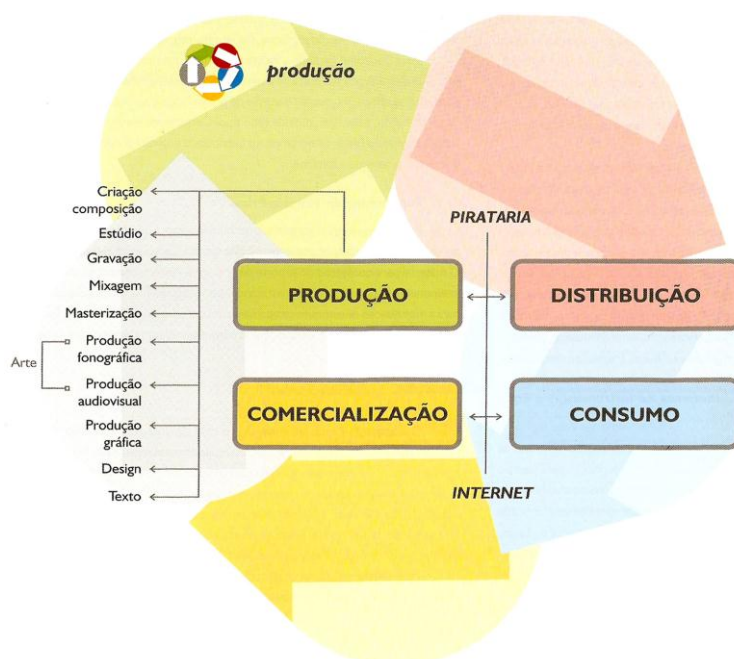 produção
Criação
composição
Estúdio
Gravação
Mixagem
Masterização
Arte
Produção
fonográfica
Produção
audiovisual
Produção
gráfica
Design
Texto
PIRATARIA
PRODUÇÃO
DISTRIBUIÇÃO
COMERCIALIZAÇÃO
CONSUMO
INTERNET